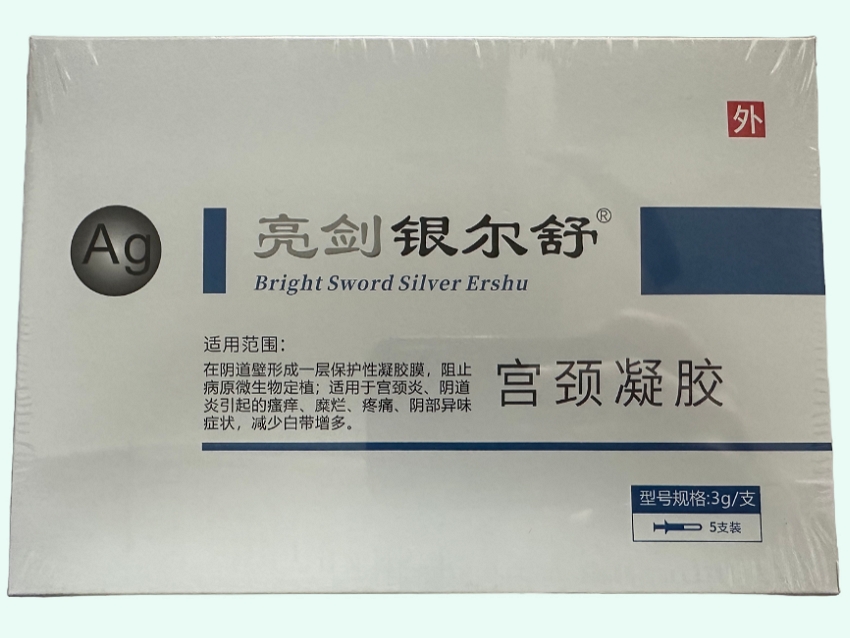 外
Ag
亮剑银尔舒®
Bright Sword Silver Ershu
适用范围：
在阴道壁形成一层保护性凝胶膜，阻止
病原微生物定植；适用于宫颈炎、阴道
炎引起的瘙痒、糜烂、疼痛、阴部异味
症状，减少白带增多。
宫颈凝胶
型号规格:3g/支
5支装